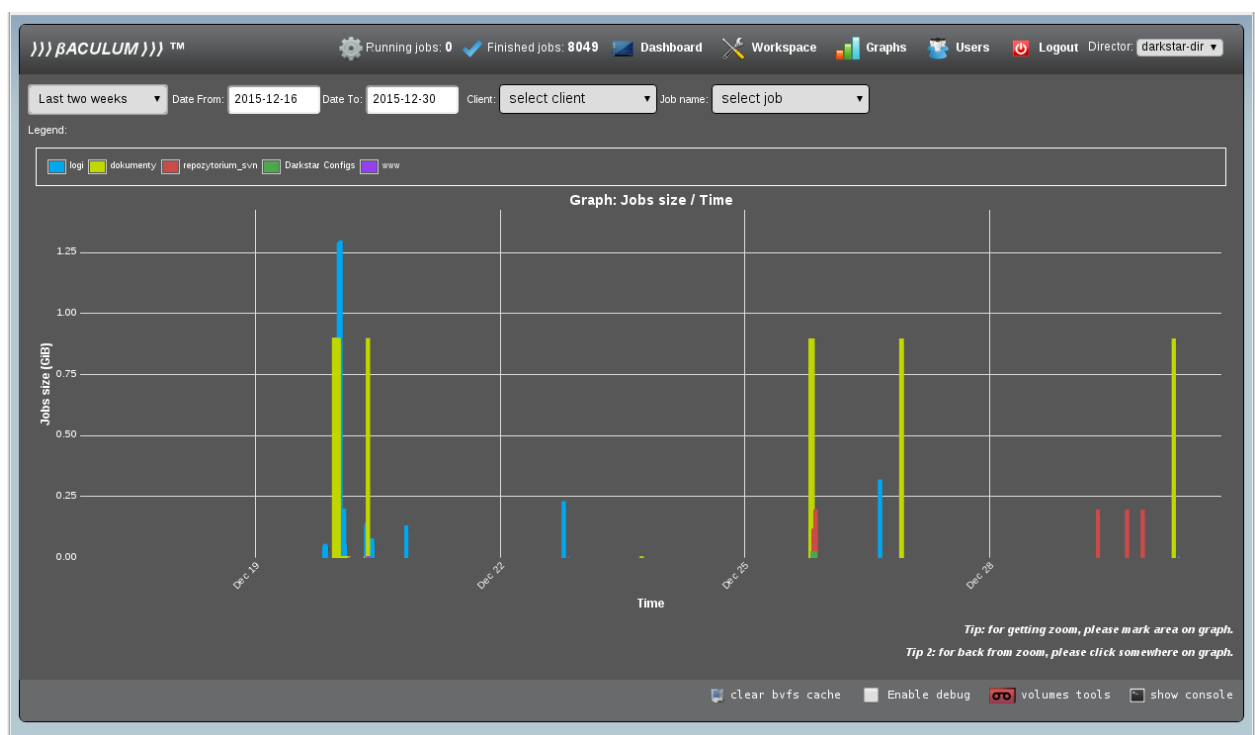 ))) βACULUM ))) ™ Running jobs: 0 Finished jobs: 8049 Dashboard Workspace Graphs Users Logout Director: darkstar-dir
Last two weeks Date From: 2015-12-16 Date To: 2015-12-30 Client: select client Job name: select job
Legend:
logi dokumenty repozytorium_svn Darkstar Configs www
Graph: Jobs size / Time
1.25
1.00
0.75
0.50
0.25
0.00
Jobs size (GiB)
Dec 19 Dec 22 Dec 25 Dec 28
Time
Tip: for getting zoom, please mark area on graph.
Tip 2: for back from zoom, please click somewhere on graph.
clear bvfs cache Enable debug volumes tools show console